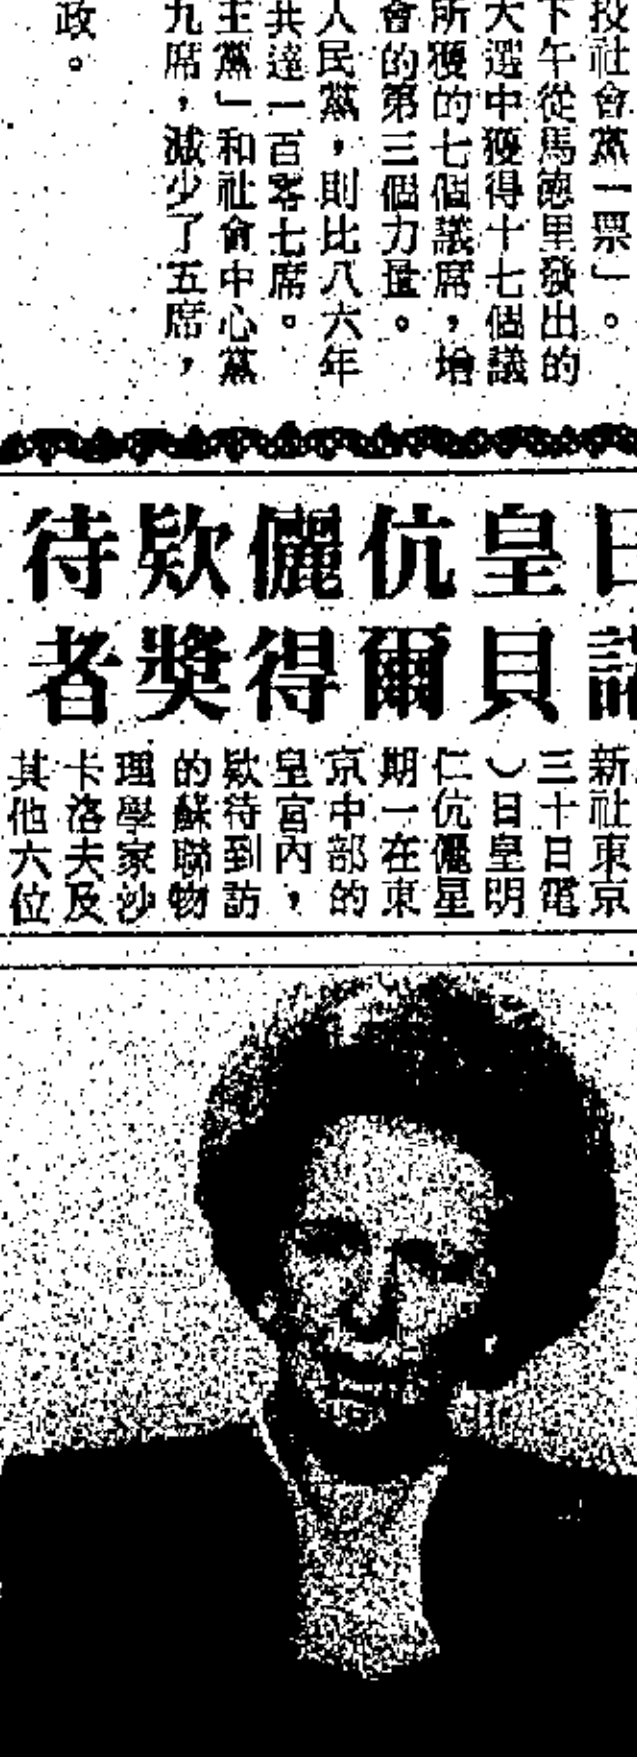 投社會黨一票」。
下午從馬德里發出的
大選中獲得十七個議
所獲的七個議席，增
會的第三個力量。
人民黨，則比八六年
共達一百零七席。
主黨」和社會中心黨
九席，減少了五席，
政。
日皇伉儷欵待
諾貝爾得獎者
新社東京
三十日電
）日皇明
仁伉儷星
期一在東
京中部的
皇宮內，
欵待到訪
的蘇聯物
理學家沙
卡洛夫及
其他六位